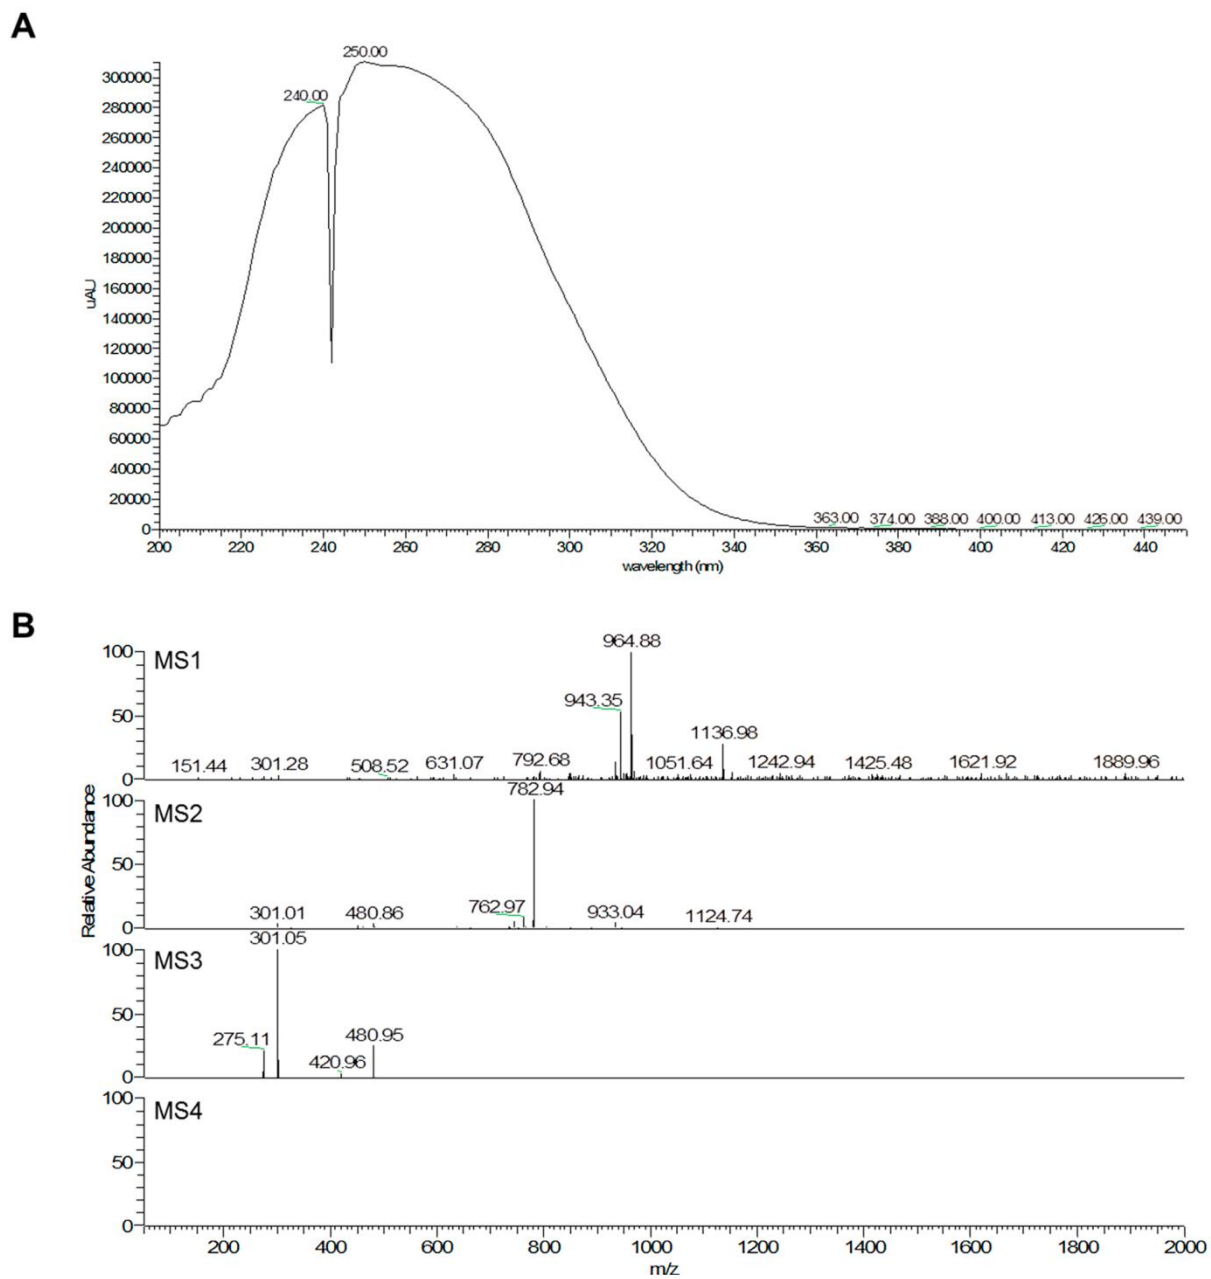 A
250.00
240.00
300000
280000
260000
240000
220000
200000
180000
160000
140000
120000
100000
80000
60000
40000
20000
0
uAU
363.00 374.00 388.00 400.00 413.00 426.00 439.00
200 220 240 260 280 300 320 340 360 380 400 420 440
wavelength (nm)
B
Relative Abundance
100
50
0
MS1
964.88
943.35
1136.98
151.44 301.28 508.52 631.07 792.68 1051.64 1242.94 1425.48 1621.92 1889.96
100
50
0
MS2
782.94
301.01 480.86 762.97 933.04 1124.74
100
50
0
MS3
301.05
275.11 420.96 480.95
100
50
0
MS4
200 400 600 800 1000 1200 1400 1600 1800 2000
m/z